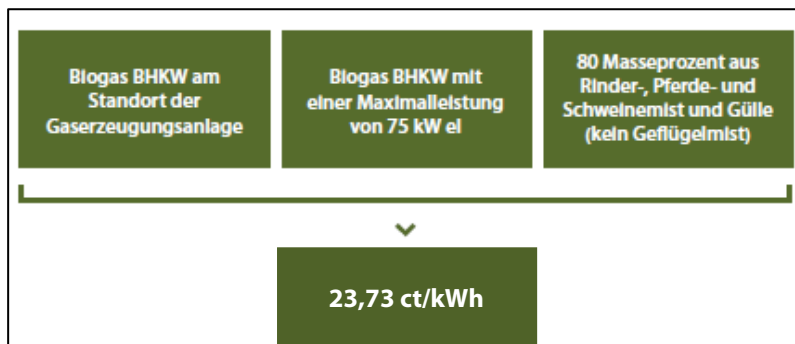 Biogas BHKW am
Standort der
Gaserzeugungsanlage
Biogas BHKW mit
einer Maximalleistung
von 75 kW el
80 Masseprozent aus
Rinder-, Pferde- und
Schweinemist und Gülle
(kein Geflügelmist)
23,73 ct/kWh